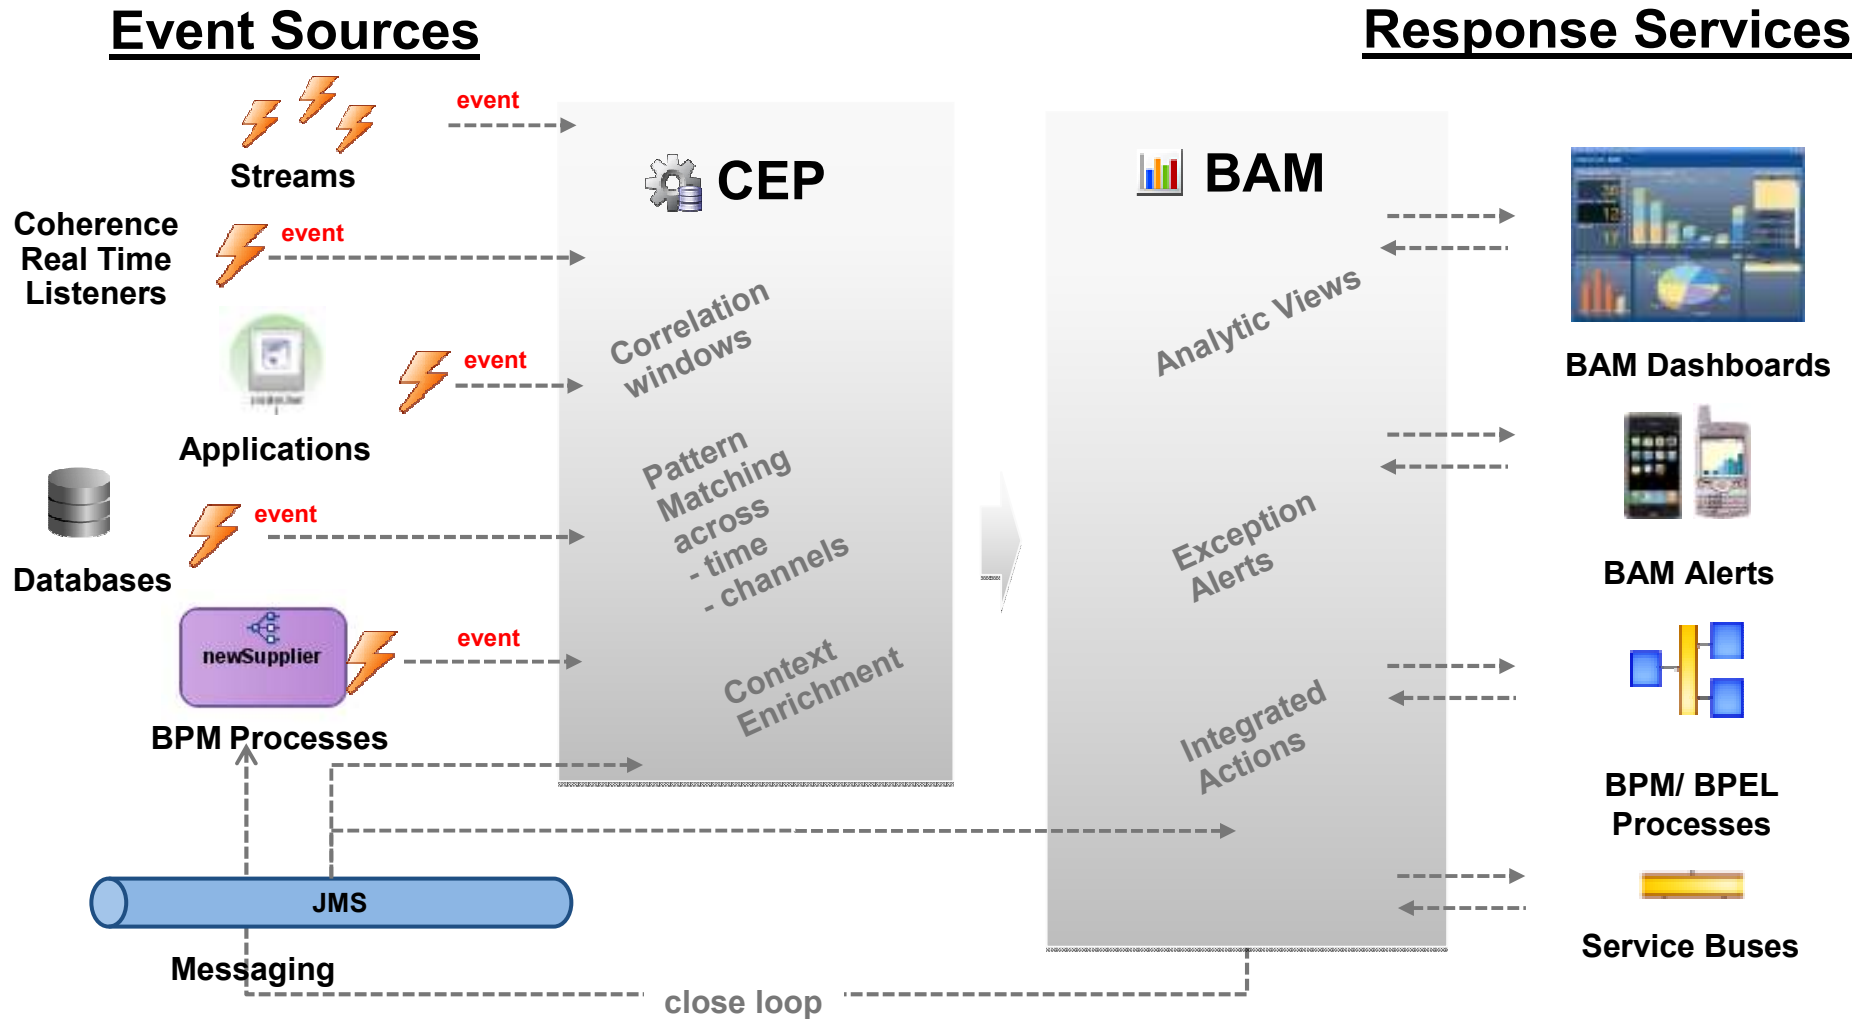 Event Sources
Response Services
event
Streams
CEP
BAM
Coherence
Real Time
Listeners
event
Correlation
windows
Analytic Views
BAM Dashboards
event
Applications
Pattern
Matching
across
- time
- channels
Exception
Alerts
BAM Alerts
event
Databases
newSupplier
event
BPM Processes
Context
Enrichment
Integrated
Actions
BPM/ BPEL
Processes
JMS
Messaging
Service Buses
close loop